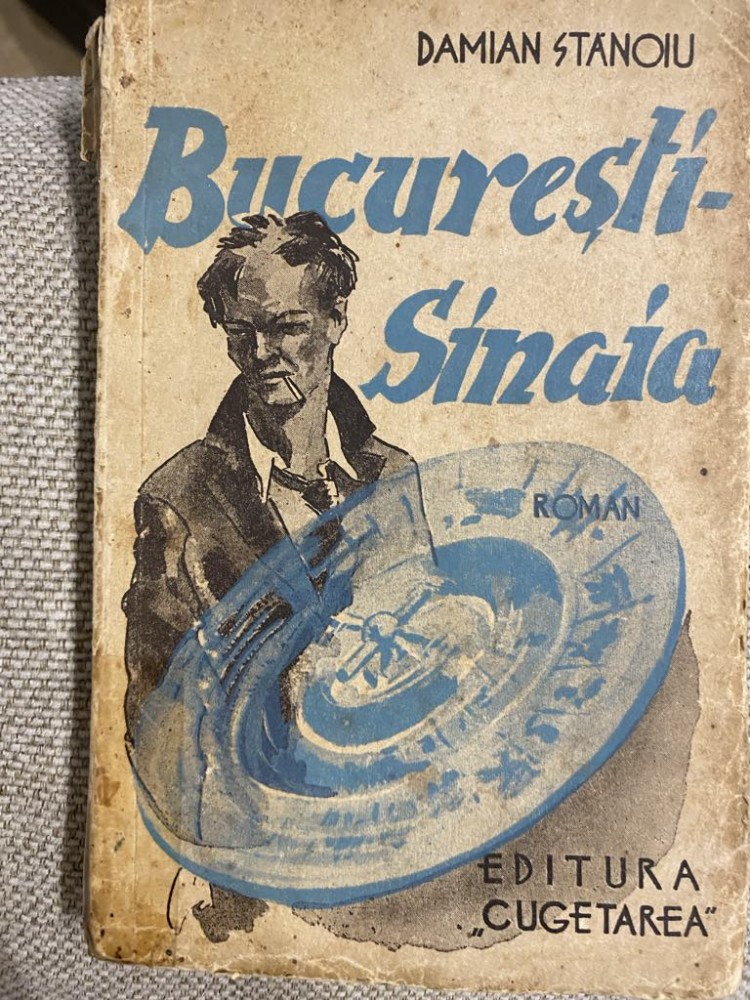 DAMIAN STĂNOIU
București-
Sinaia
ROMAN
EDITURA
„CUGETAREA"